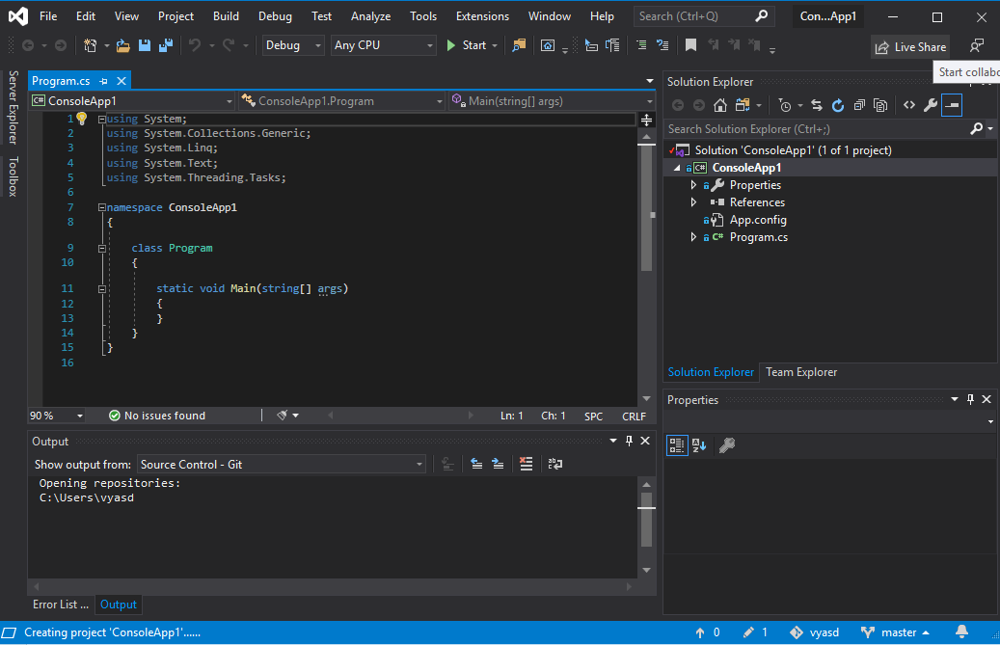 File Edit View Project Build Debug Test Analyze Tools Extensions Window Help Search (Ctrl+Q) Con...App1
Debug Any CPU Start Live Share
Start collabo
Server Explorer
Toolbox
Program.cs
ConsoleApp1 ConsoleApp1.Program Main(string[] args)
1 using System;
2 using System.Collections.Generic;
3 using System.Linq;
4 using System.Text;
5 using System.Threading.Tasks;
6
7 namespace ConsoleApp1
8 {
9 class Program
10 {
11 static void Main(string[] args)
12 {
13 }
14 }
15 }
16
90 % No issues found Ln: 1 Ch: 1 SPC CRLF
Output
Show output from: Source Control - Git
Opening repositories:
C:\Users\vyasd
Error List ... Output
Solution Explorer
Search Solution Explorer (Ctrl+;)
Solution 'ConsoleApp1' (1 of 1 project)
C# ConsoleApp1
Properties
References
App.config
C# Program.cs
Solution Explorer Team Explorer
Properties
Creating project 'ConsoleApp1'...... 0 1 vyasd master